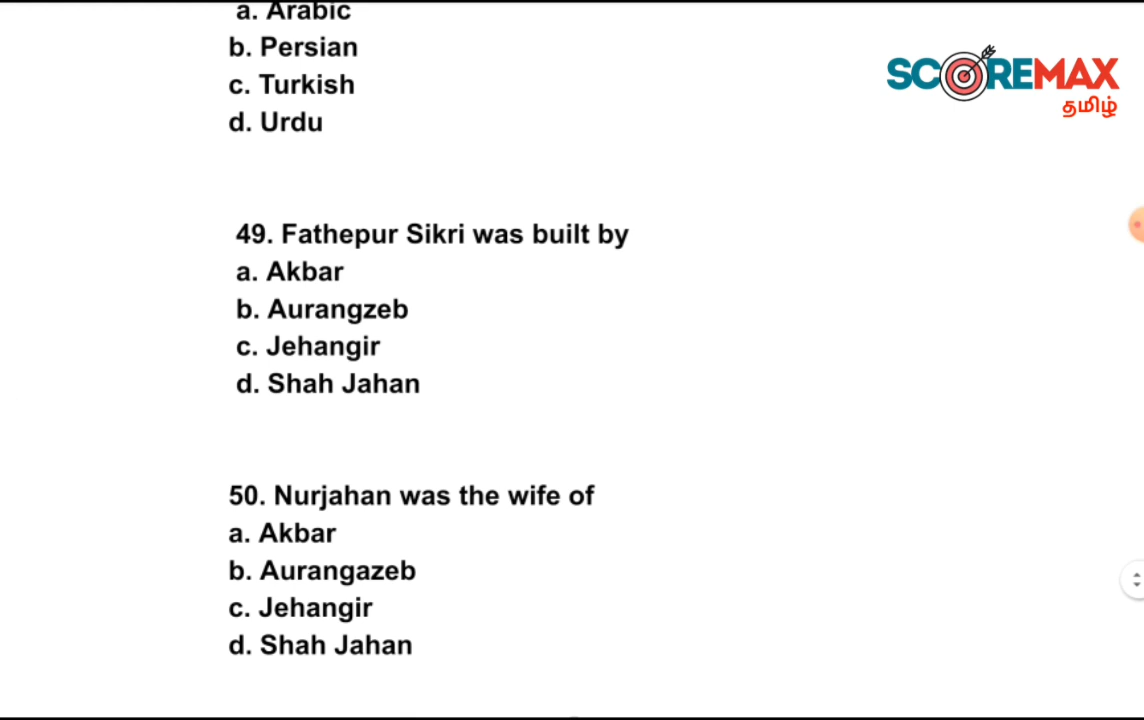 a. Arabic
b. Persian
c. Turkish
d. Urdu
SCOREMAX
தமிழ்
49. Fathepur Sikri was built by
a. Akbar
b. Aurangzeb
c. Jehangir
d. Shah Jahan
50. Nurjahan was the wife of
a. Akbar
b. Aurangazeb
c. Jehangir
d. Shah Jahan